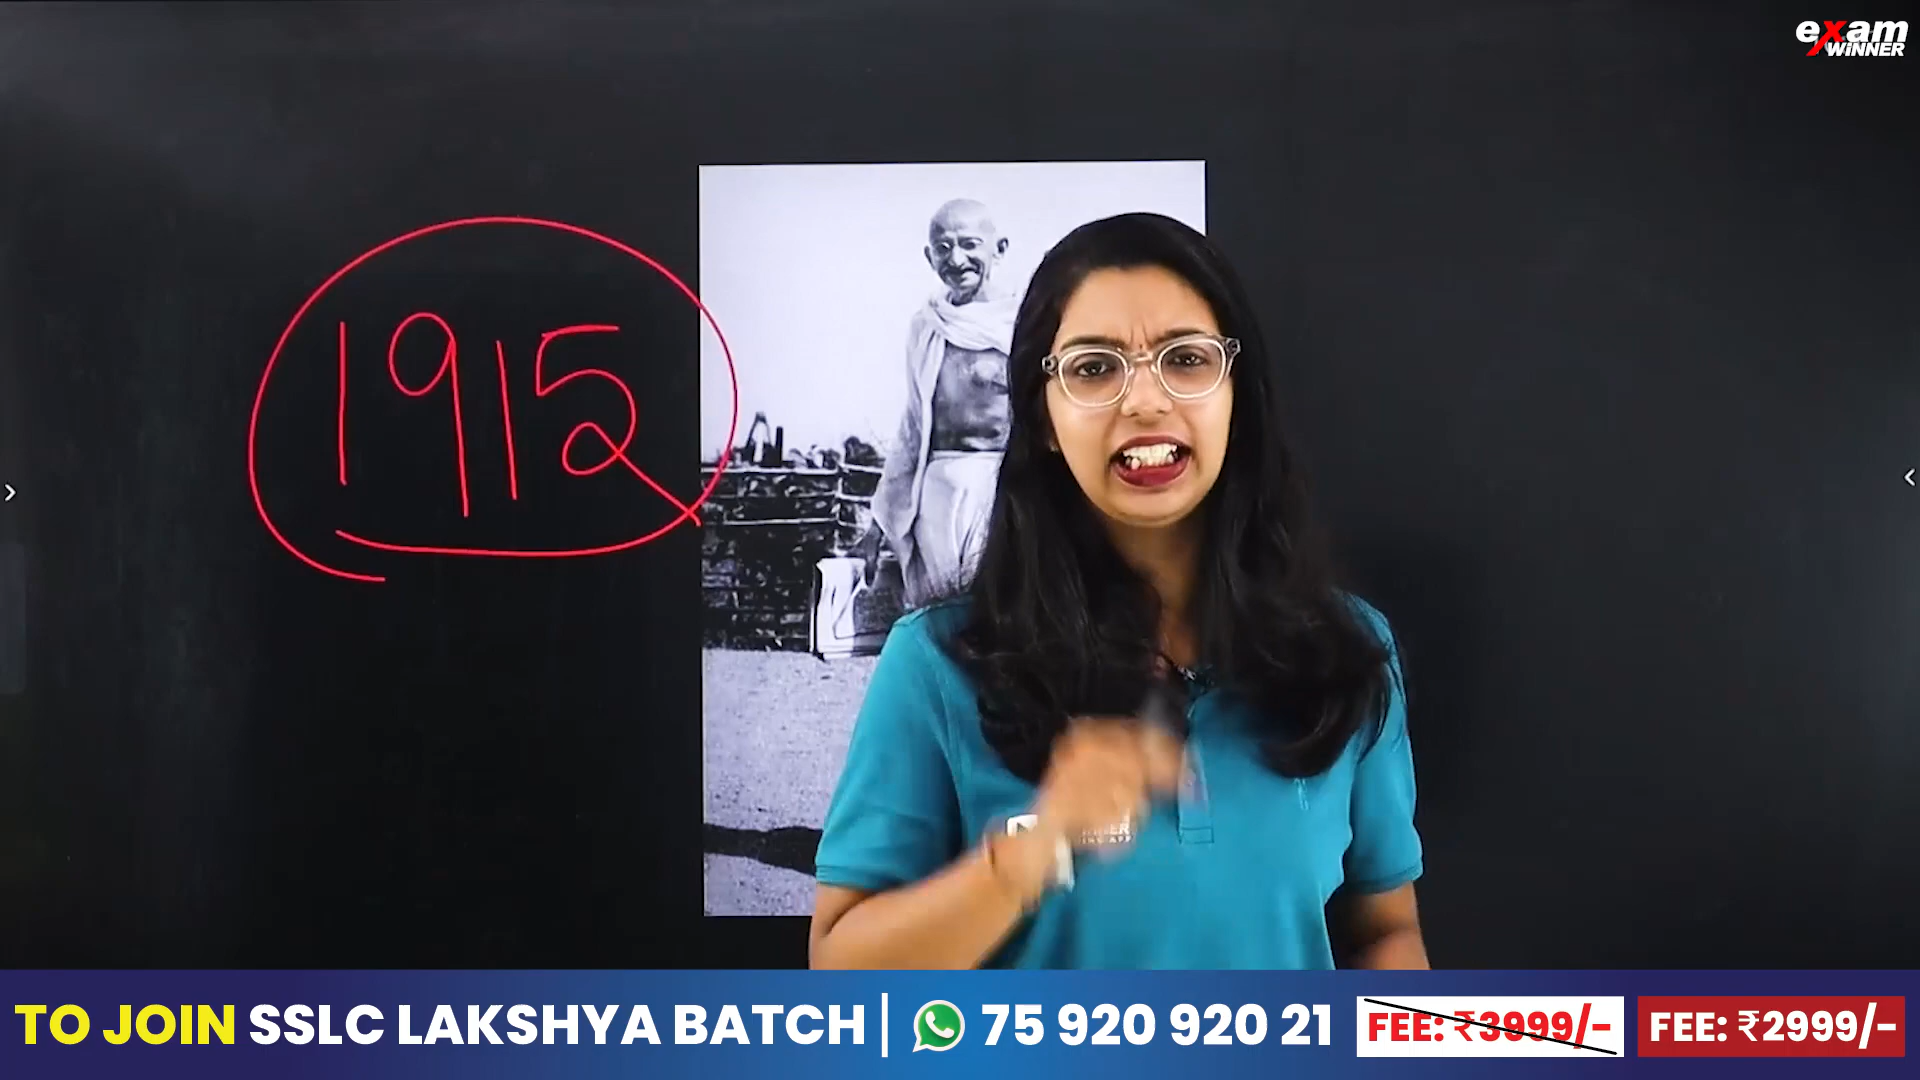 exam
WINNER
1915
TO JOIN SSLC LAKSHYA BATCH | 75 920 920 21 FEE: ₹3999/- FEE: ₹2999/-